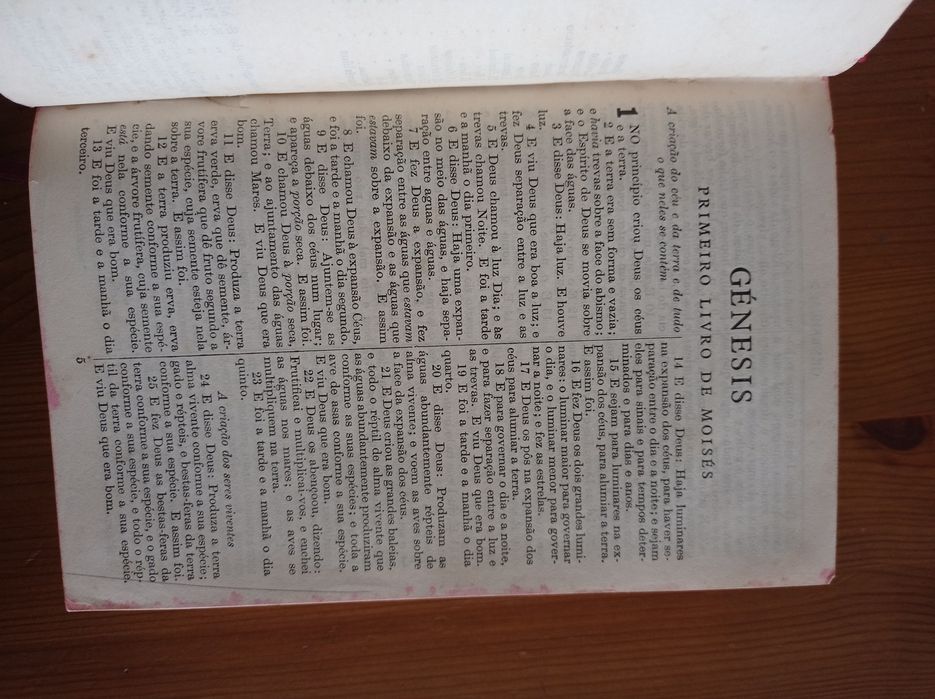 GÉNESIS
PRIMEIRO LIVRO DE MOISÉS
A criação do céu e da terra e de tudo
o que neles se contém
1 NO princípio criou Deus os céus
e a terra.
2 E a terra era sem forma e vazia;
e havia trevas sobre a face do abismo;
e o Espírito de Deus se movia sobre
a face das águas.
3 E disse Deus: Haja luz. E houve
luz.
4 E viu Deus que era boa a luz; e
fez Deus separação entre a luz e as
trevas.
5 E Deus chamou à luz Dia, e às
trevas chamou Noite. E foi a tarde
e a manhã o dia primeiro.
6 E disse Deus: Haja uma expan-
são no meio das águas, e haja sepa-
ração entre águas e águas.
7 E fez Deus a expansão, e fez
separação entre as águas que estavam
debaixo da expansão e as águas que
estavam sobre a expansão. E assim
foi.
8 E chamou Deus à expansão Céus,
e foi a tarde e a manhã o dia segundo.
9 E disse Deus: Ajuntem-se as
águas debaixo dos céus num lugar;
e apareça a porção seca. E assim foi.
10 E chamou Deus à porção seca,
Terra; e ao ajuntamento das águas
chamou Mares. E viu Deus que era
bom.
11 E disse Deus: Produza a terra
erva verde, erva que dê semente, ár-
vore frutífera que dê fruto segundo a
sua espécie, cuja semente esteja nela
sobre a terra. E assim foi.
12 E a terra produziu erva, erva
dando semente conforme a sua espé-
cie, e a árvore frutífera, cuja semente
está nela conforme a sua espécie.
E viu Deus que era bom.
13 E foi a tarde e a manhã o dia
terceiro.
14 E disse Deus: Haja luminares
na expansão dos céus, para haver se-
paração entre o dia e a noite; e sejam
eles para sinais e para tempos deter-
minados e para dias e anos.
15 E sejam para luminares na ex-
pansão dos céus, para alumiar a terra.
E assim foi.
16 E fez Deus os dois grandes lumi-
nares: o luminar maior para governar
o dia, e o luminar menor para gover-
nar a noite; e fez as estrelas.
17 E Deus os pôs na expansão dos
céus para alumiar a terra.
18 E para governar o dia e a noite,
e para fazer separação entre a luz e
as trevas. E viu Deus que era bom.
19 E foi a tarde e a manhã o dia
quarto.
20 E disse Deus: Produzam as
águas abundantemente répteis de
alma vivente; e voem as aves sobre
a face da expansão dos céus.
21 E Deus criou as grandes baleias,
e todo o réptil de alma vivente que
as águas abundantemente produziram
conforme as suas espécies; e toda a
ave de asas conforme a sua espécie.
E viu Deus que era bom.
22 E Deus os abençoou, dizendo:
Frutificai e multiplicai-vos, e enchei
as águas nos mares; e as aves se
multipliquem na terra.
23 E foi a tarde e a manhã o dia
quinto.
A criação dos seres viventes
24 E disse Deus: Produza a terra
alma vivente conforme a sua espécie;
gado e répteis, e bestas-feras da terra
conforme a sua espécie. E assim foi.
25 E fez Deus as bestas-feras da
terra conforme a sua espécie, e o gado
conforme a sua espécie, e todo o rép-
til da terra conforme a sua espécie.
E viu Deus que era bom.
5